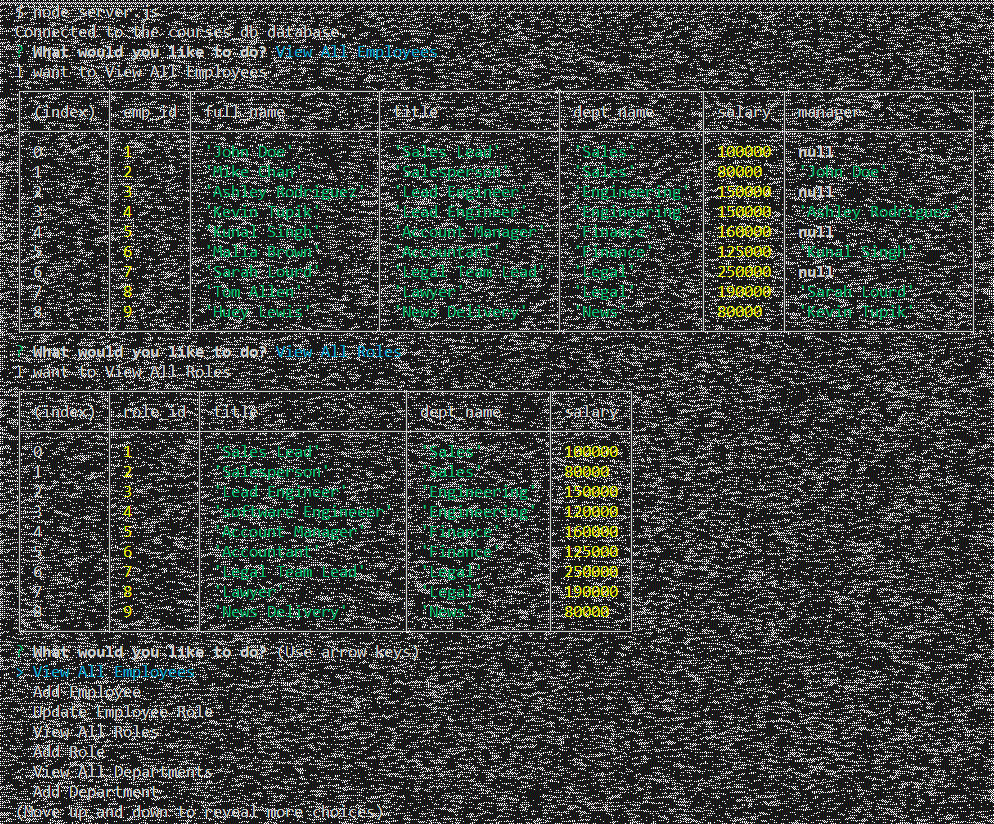 $ node server.js
Connected to the courses_db database.
? What would you like to do? View All Employees
I want to View All Employees
(index) emp_id full_name title dept_name salary manager
0 1 'John Doe' 'Sales Lead' 'Sales' 100000 null
1 2 'Mike Chan' 'Salesperson' 'Sales' 80000 'John Doe'
2 3 'Ashley Rodriguez' 'Lead Engineer' 'Engineering' 150000 null
3 4 'Kevin Tupik' 'Lead Engineer' 'Engineering' 150000 'Ashley Rodriguez'
4 5 'Kunal Singh' 'Account Manager' 'Finance' 160000 null
5 6 'Malia Brown' 'Accountant' 'Finance' 125000 'Kunal Singh'
6 7 'Sarah Lourd' 'Legal Team Lead' 'Legal' 250000 null
7 8 'Tom Allen' 'Lawyer' 'Legal' 190000 'Sarah Lourd'
8 9 'Huey Lewis' 'News Delivery' 'News' 80000 'Kevin Tupik'
? What would you like to do? View All Roles
I want to View All Roles
(index) role_id title dept_name salary
0 1 'Sales Lead' 'Sales' 100000
1 2 'Salesperson' 'Sales' 80000
2 3 'Lead Engineer' 'Engineering' 150000
3 4 'Software Engineer' 'Engineering' 120000
4 5 'Account Manager' 'Finance' 160000
5 6 'Accountant' 'Finance' 125000
6 7 'Legal Team Lead' 'Legal' 250000
7 8 'Lawyer' 'Legal' 190000
8 9 'News Delivery' 'News' 80000
? What would you like to do? (Use arrow keys)
> View All Employees
Add Employee
Update Employee Role
View All Roles
Add Role
View All Departments
Add Department
(Move up and down to reveal more choices)